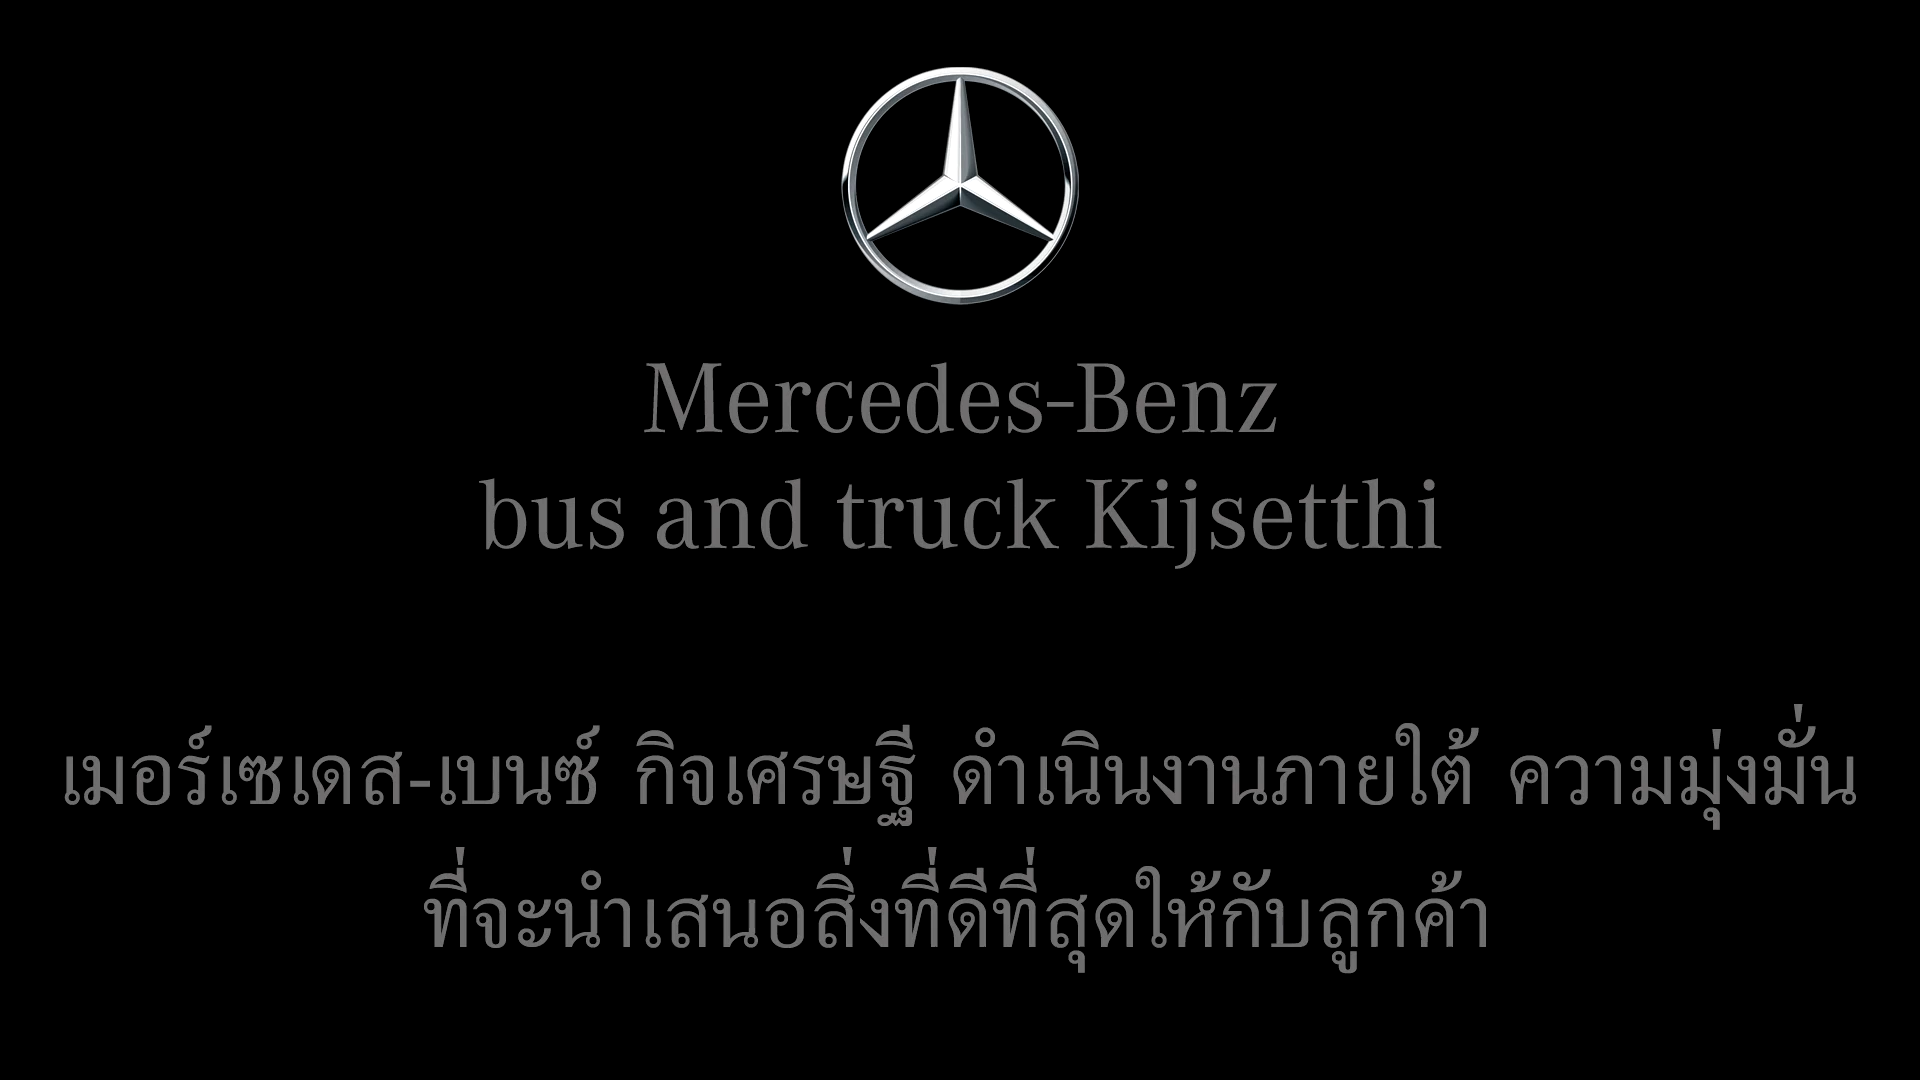 Mercedes-Benz
bus and truck Kijsetthi
เมอร์เซเดส-เบนซ์ กิจเศรษฐี ดำเนินงานภายใต้ ความมุ่งมั่น
ที่จะนำเสนอสิ่งที่ดีที่สุดให้กับลูกค้า